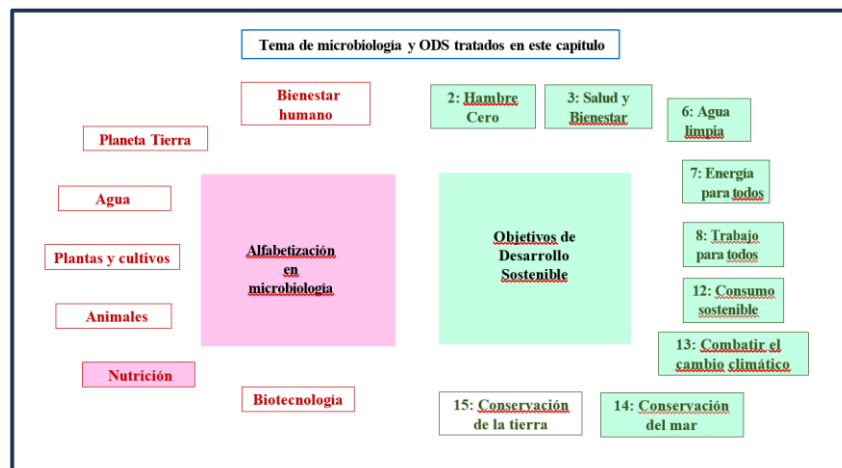 Tema de microbiología y ODS tratados en este capítulo
Bienestar
humano
Planeta Tierra
Agua
Plantas y cultivos
Animales
Nutrición
Biotecnología
Alfabetización
en
microbiología
Objetivos de
Desarrollo
Sostenible
2: Hambre
Cero
3: Salud y
Bienestar
6: Agua
limpia
7: Energía
para todos
8: Trabajo
para todos
12: Consumo
sostenible
13: Combatir el
cambio climático
14: Conservación
del mar
15: Conservación
de la tierra